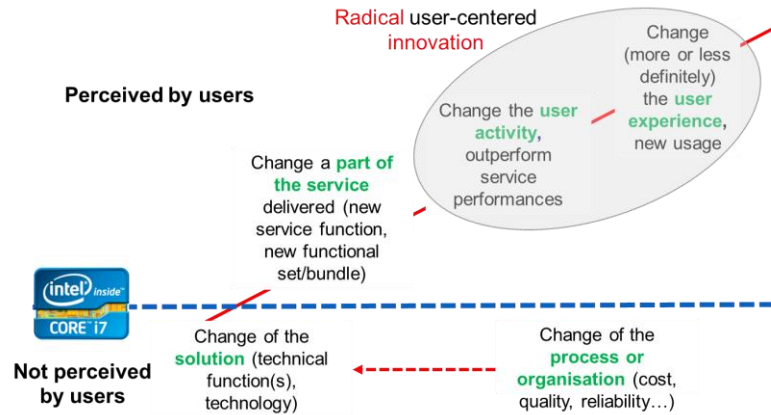 Radical user-centered
innovation
Change
(more or less
definitely)
the user
experience,
new usage
Perceived by users
Change the user
activity,
outperform
service
performances
Change a part of
the service
delivered (new
service function,
new functional
set/bundle)
intel inside™
CORE™ i7
Not perceived
by users
Change of the
solution (technical
function(s),
technology)
Change of the
process or
organisation (cost,
quality, reliability…)